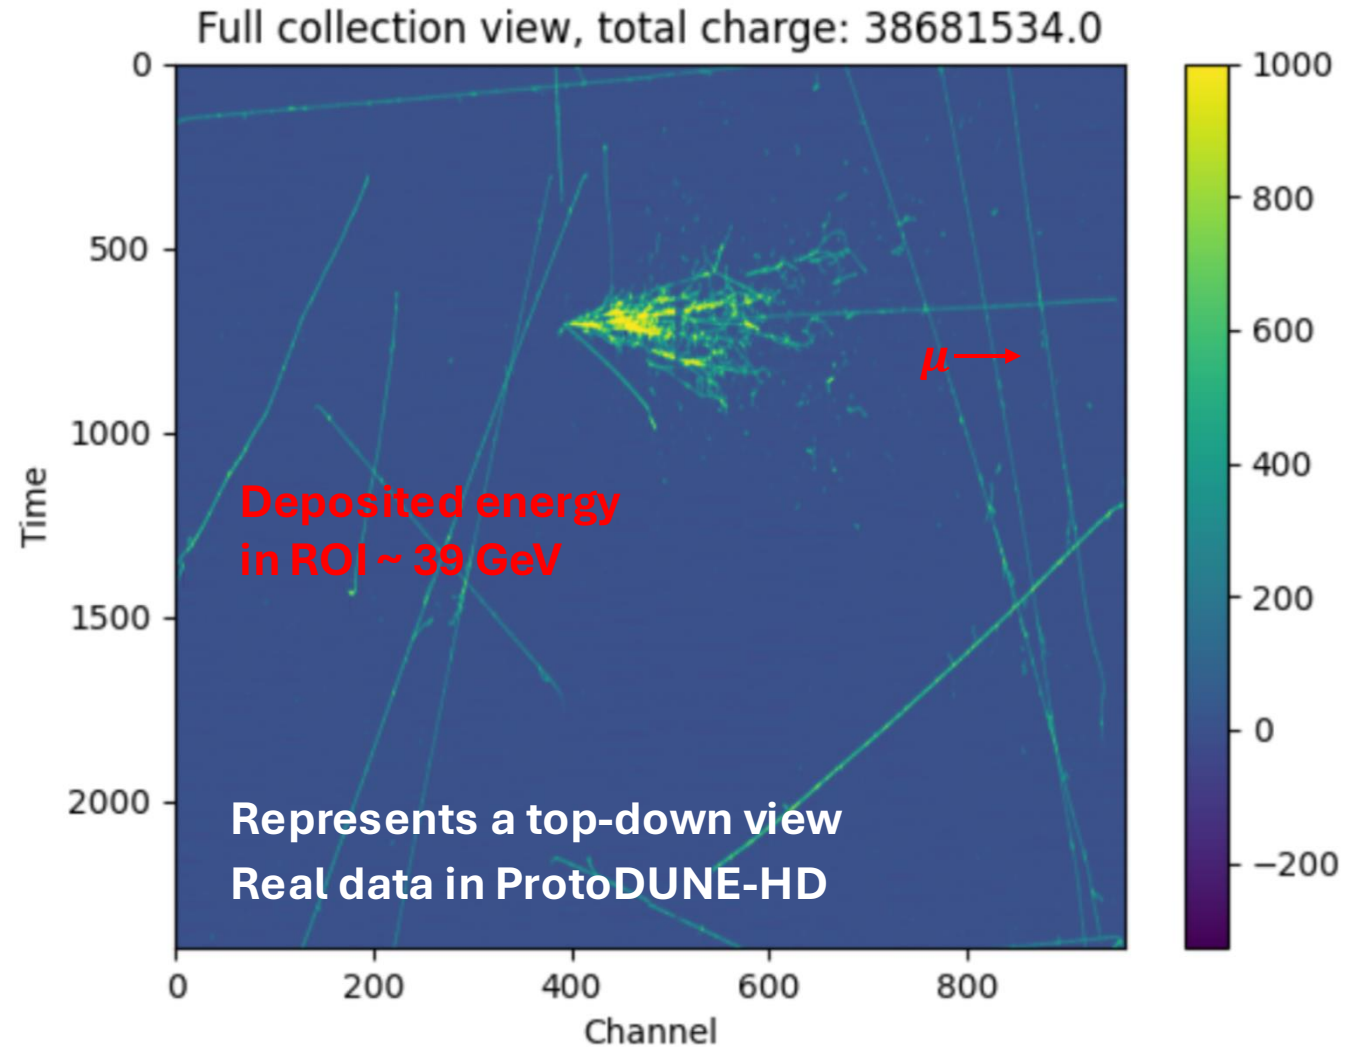 Full collection view, total charge: 38681534.0
0
500
1000
1500
2000
Time
μ
Deposited energy
in ROI ~ 39 GeV
Represents a top-down view
Real data in ProtoDUNE-HD
0
200
400
600
800
Channel
1000
800
600
400
200
0
−200